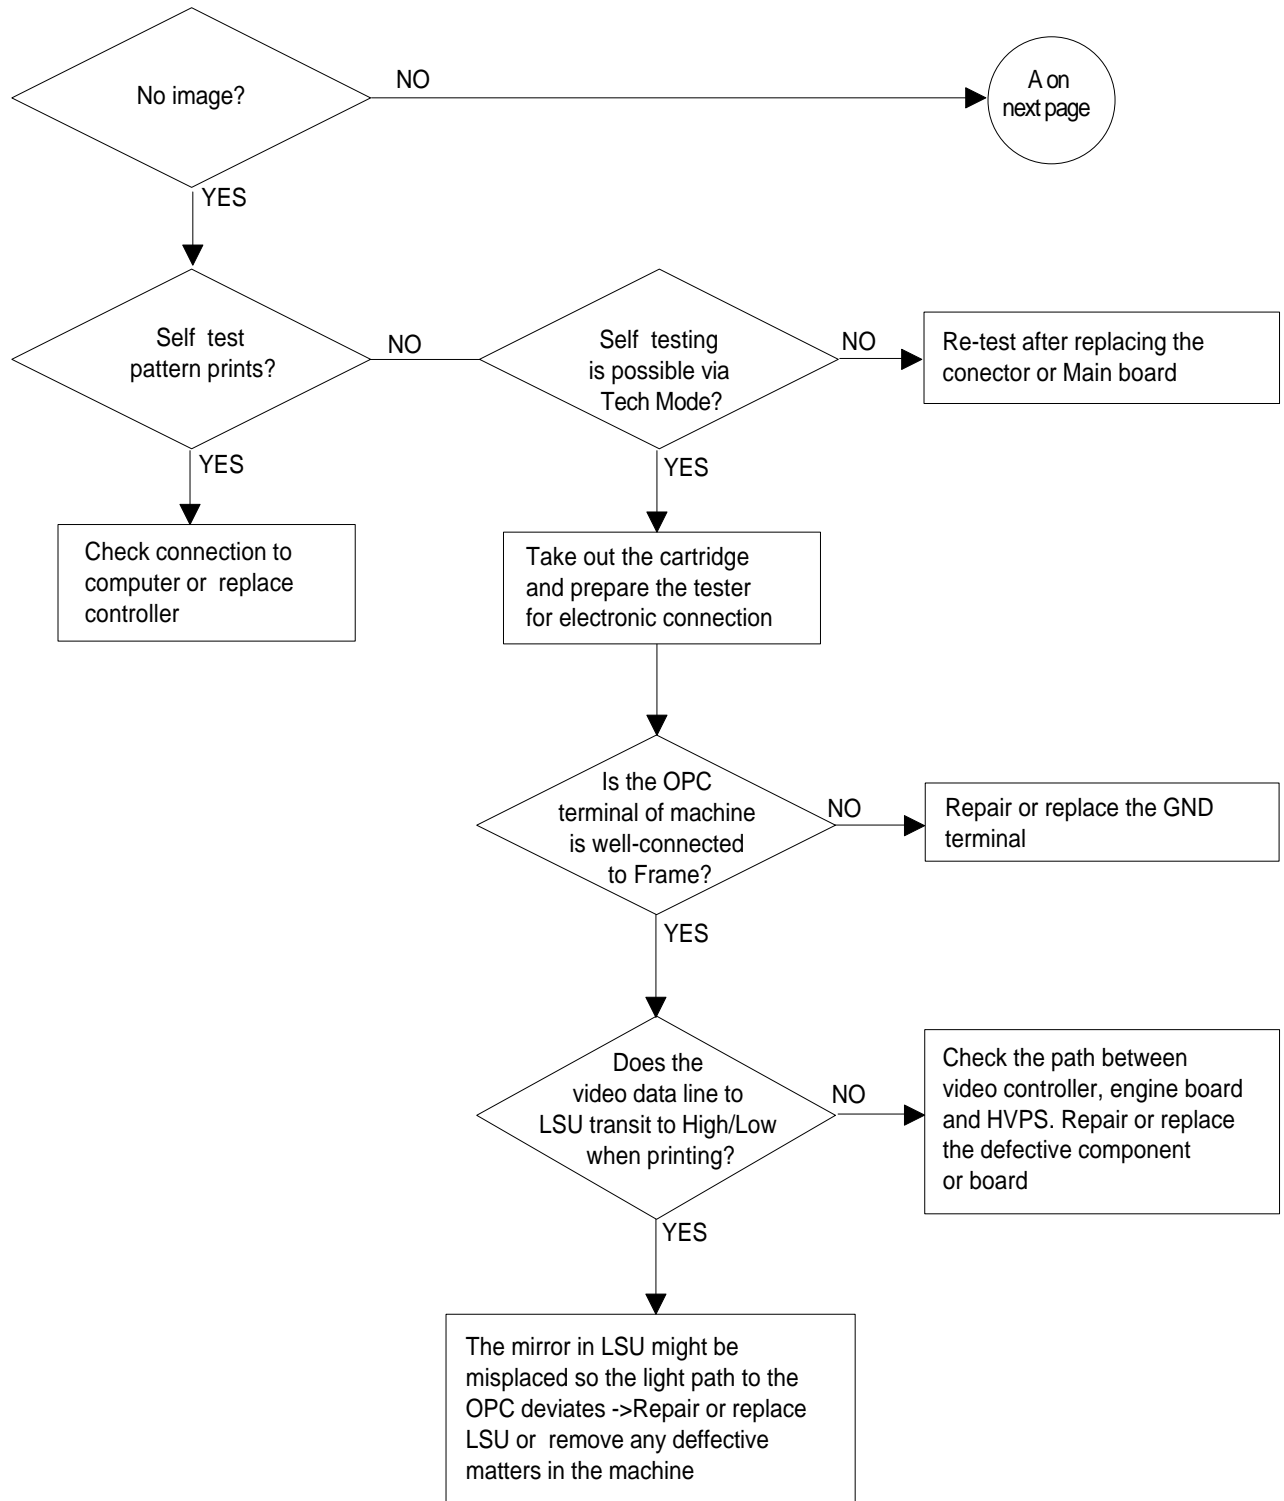 No image?
NO
A on
next page
YES
Self test
pattern prints?
NO
Self testing
is possible via
Tech Mode?
NO
Re-test after replacing the
conector or Main board
YES
YES
Check connection to
computer or replace
controller
Take out the cartridge
and prepare the tester
for electronic connection
Is the OPC
terminal of machine
is well-connected
to Frame?
NO
Repair or replace the GND
terminal
YES
Does the
video data line to
LSU transit to High/Low
when printing?
NO
Check the path between
video controller, engine board
and HVPS. Repair or replace
the defective component
or board
YES
The mirror in LSU might be
misplaced so the light path to the
OPC deviates ->Repair or replace
LSU or remove any deffective
matters in the machine